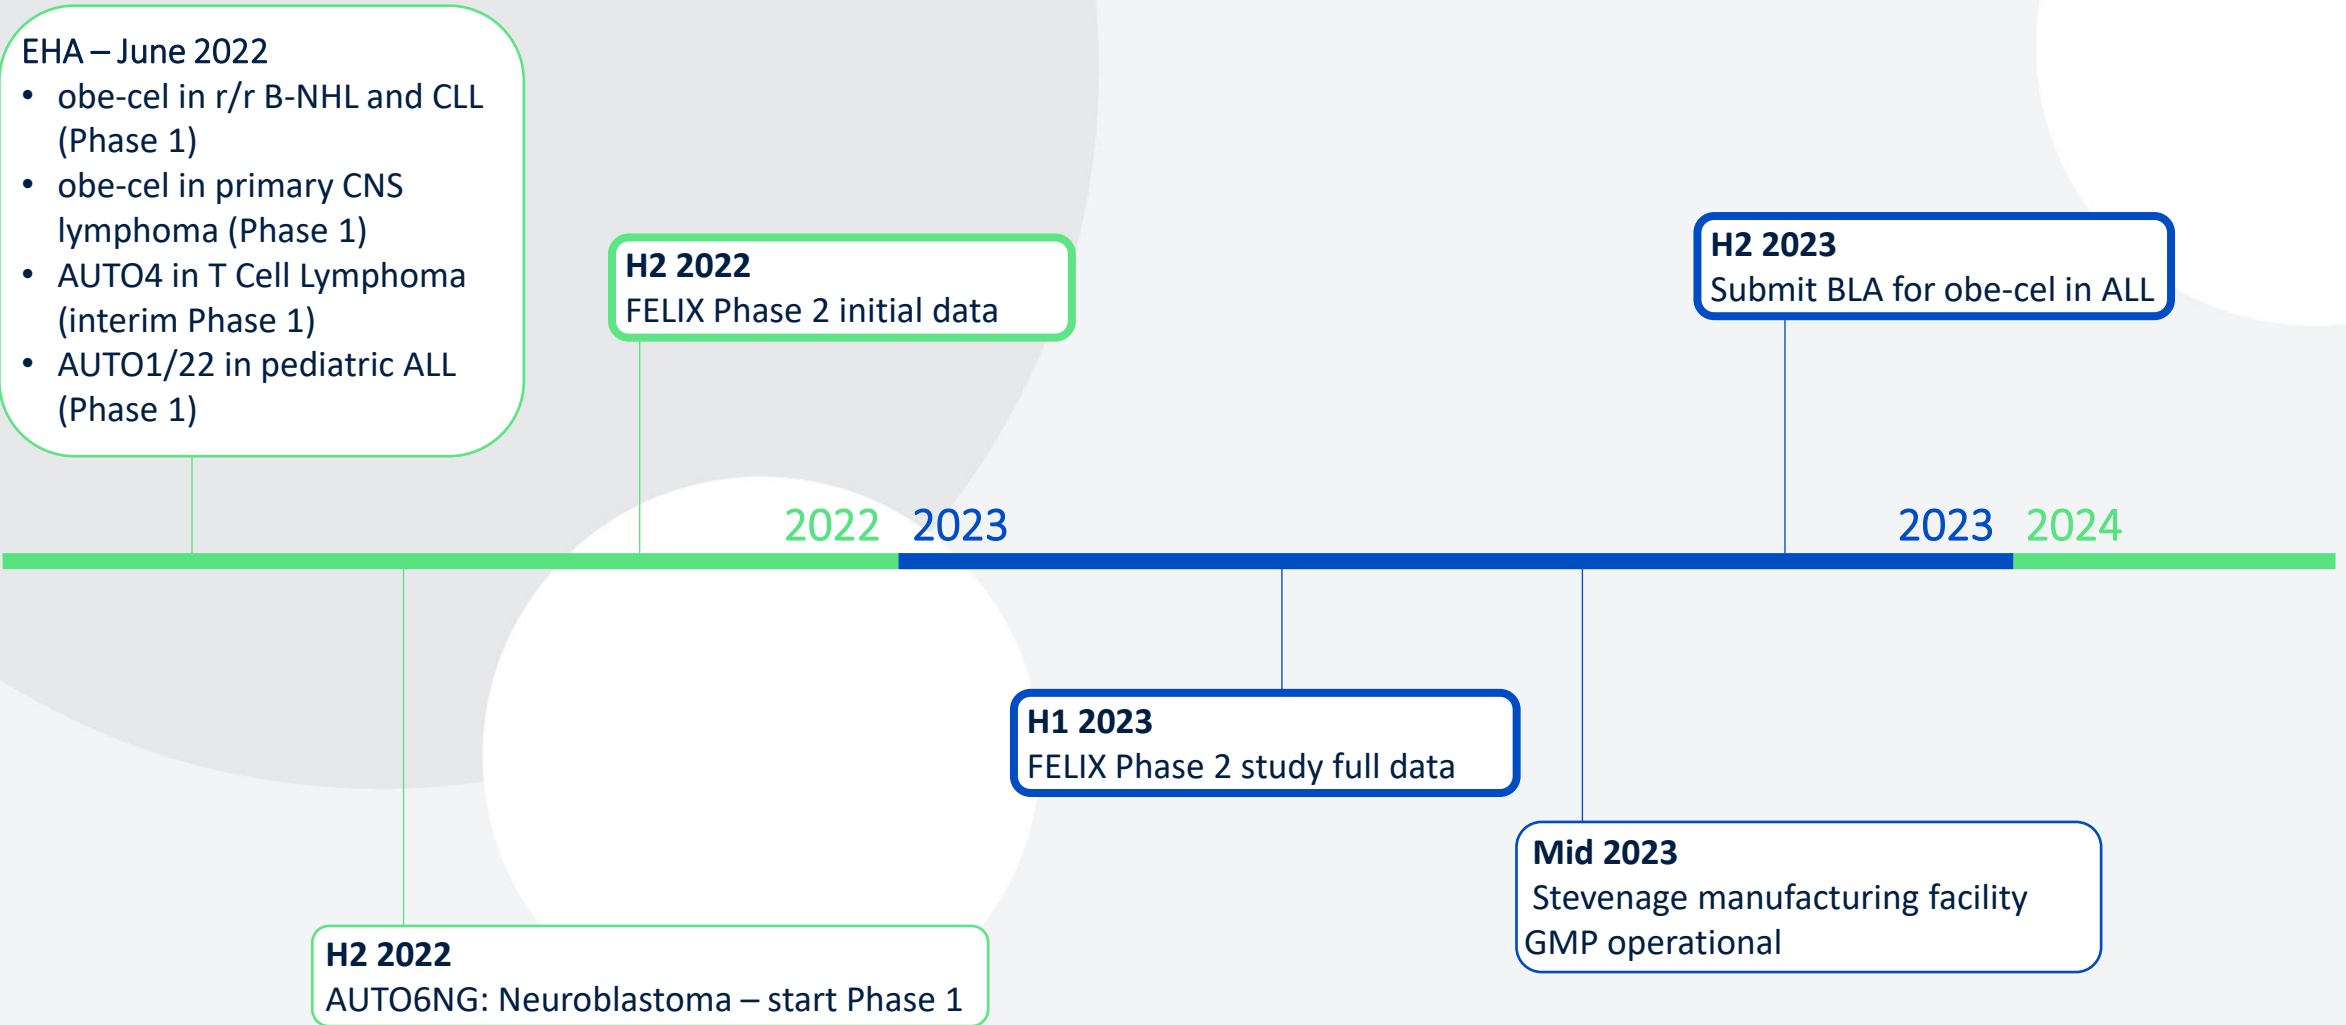 EHA – June 2022
• obe-cel in r/r B-NHL and CLL
(Phase 1)
• obe-cel in primary CNS
lymphoma (Phase 1)
• AUTO4 in T Cell Lymphoma
(interim Phase 1)
• AUTO1/22 in pediatric ALL
(Phase 1)
H2 2022
FELIX Phase 2 initial data
H2 2023
Submit BLA for obe-cel in ALL
2022 2023
2023 2024
H1 2023
FELIX Phase 2 study full data
Mid 2023
Stevenage manufacturing facility
GMP operational
H2 2022
AUTO6NG: Neuroblastoma – start Phase 1